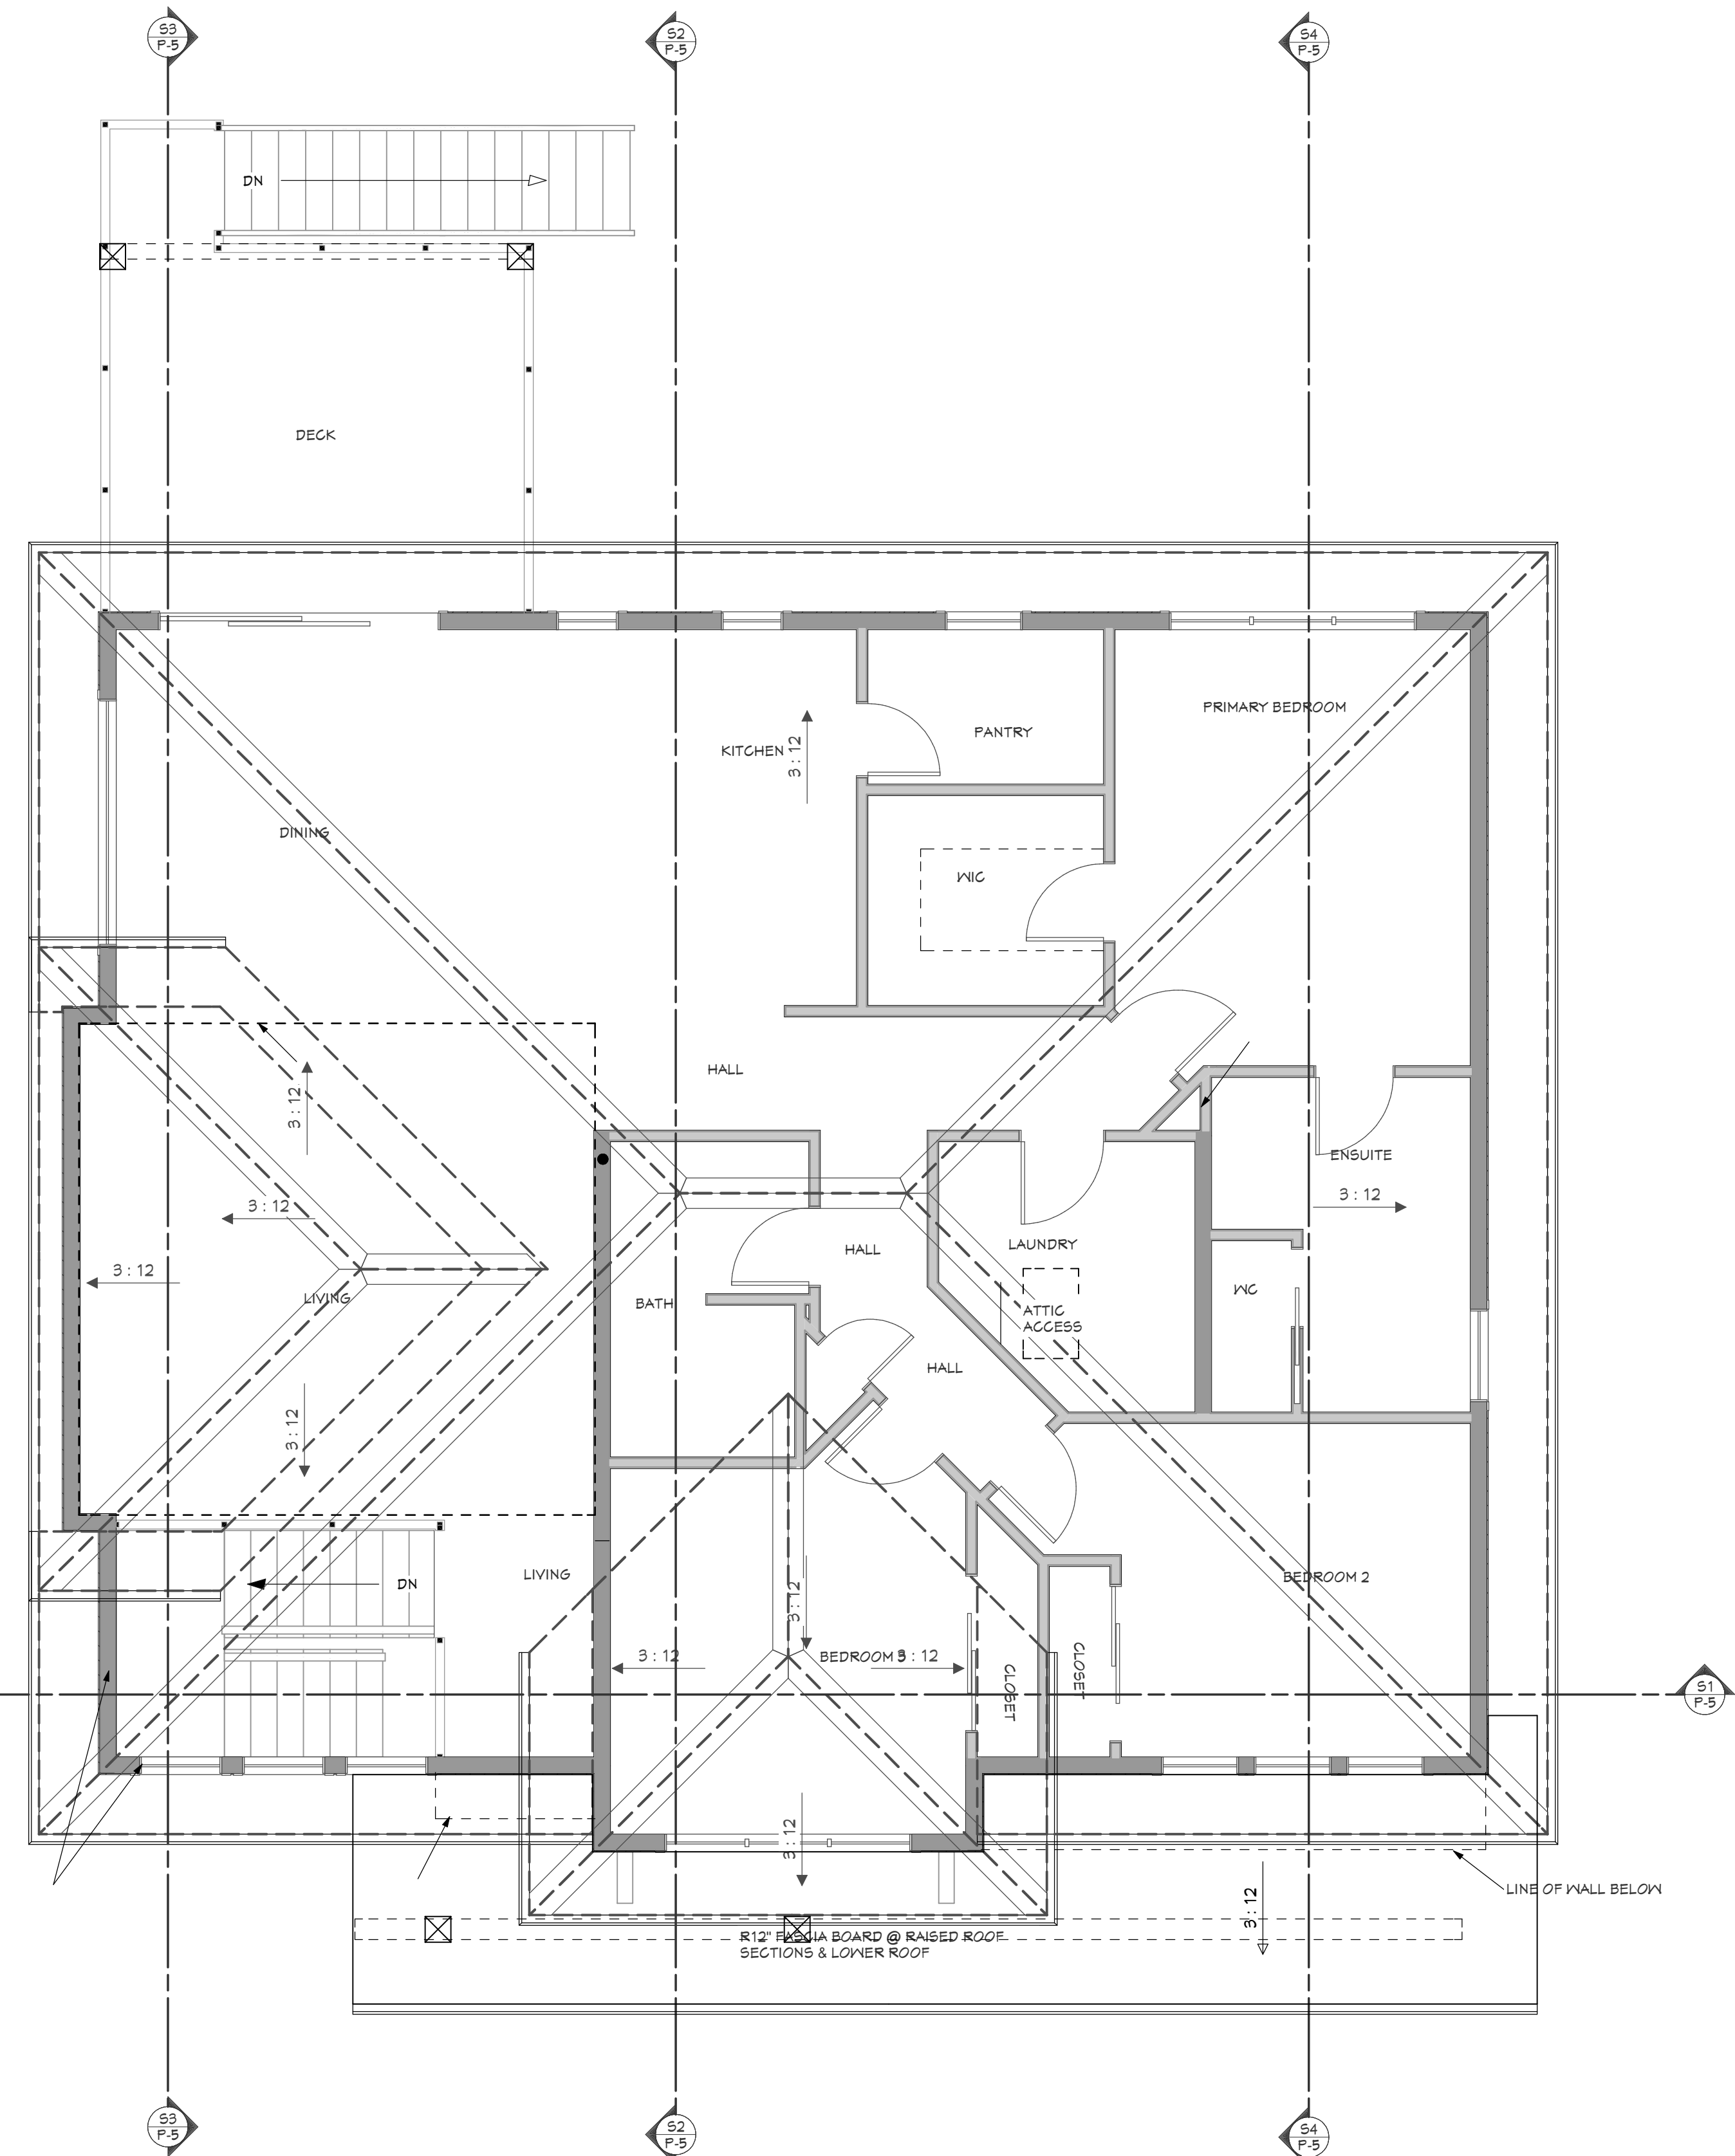 S3
P-5
S2
P-5
S4
P-5
DN
DECK
PRIMARY BEDROOM
PANTRY
KITCHEN
3 : 12
DINING
WIC
HALL
3 : 12
ENSUITE
3 : 12
3 : 12
HALL
LAUNDRY
3 : 12
WC
LIVING
BATH
ATTIC
ACCESS
HALL
3 : 12
LIVING
DN
BEDROOM 2
3 : 12
3 : 12
BEDROOM 3
3 : 12
CLOSET
CLOSET
S1
P-5
3 : 12
LINE OF WALL BELOW
3 : 12
R12" FASCIA BOARD @ RAISED ROOF
SECTIONS & LOWER ROOF
S3
P-5
S2
P-5
S4
P-5